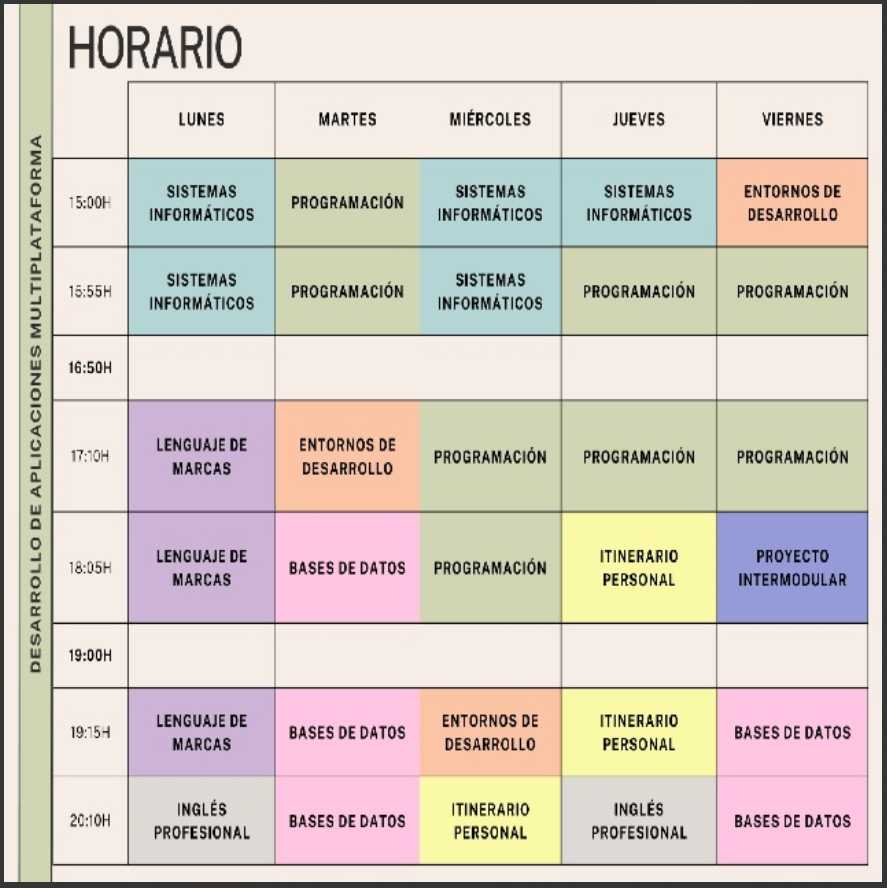 HORARIO
DESARROLLO DE APLICACIONES MULTIPLATAFORMA
LUNES MARTES MIÉRCOLES JUEVES VIERNES
15:00H SISTEMAS INFORMÁTICOS PROGRAMACIÓN SISTEMAS INFORMÁTICOS SISTEMAS INFORMÁTICOS ENTORNOS DE DESARROLLO
15:55H SISTEMAS INFORMÁTICOS PROGRAMACIÓN SISTEMAS INFORMÁTICOS PROGRAMACIÓN PROGRAMACIÓN
16:50H
17:10H LENGUAJE DE MARCAS ENTORNOS DE DESARROLLO PROGRAMACIÓN PROGRAMACIÓN PROGRAMACIÓN
18:05H LENGUAJE DE MARCAS BASES DE DATOS PROGRAMACIÓN ITINERARIO PERSONAL PROYECTO INTERMODULAR
19:00H
19:15H LENGUAJE DE MARCAS BASES DE DATOS ENTORNOS DE DESARROLLO ITINERARIO PERSONAL BASES DE DATOS
20:10H INGLÉS PROFESIONAL BASES DE DATOS ITINERARIO PERSONAL INGLÉS PROFESIONAL BASES DE DATOS